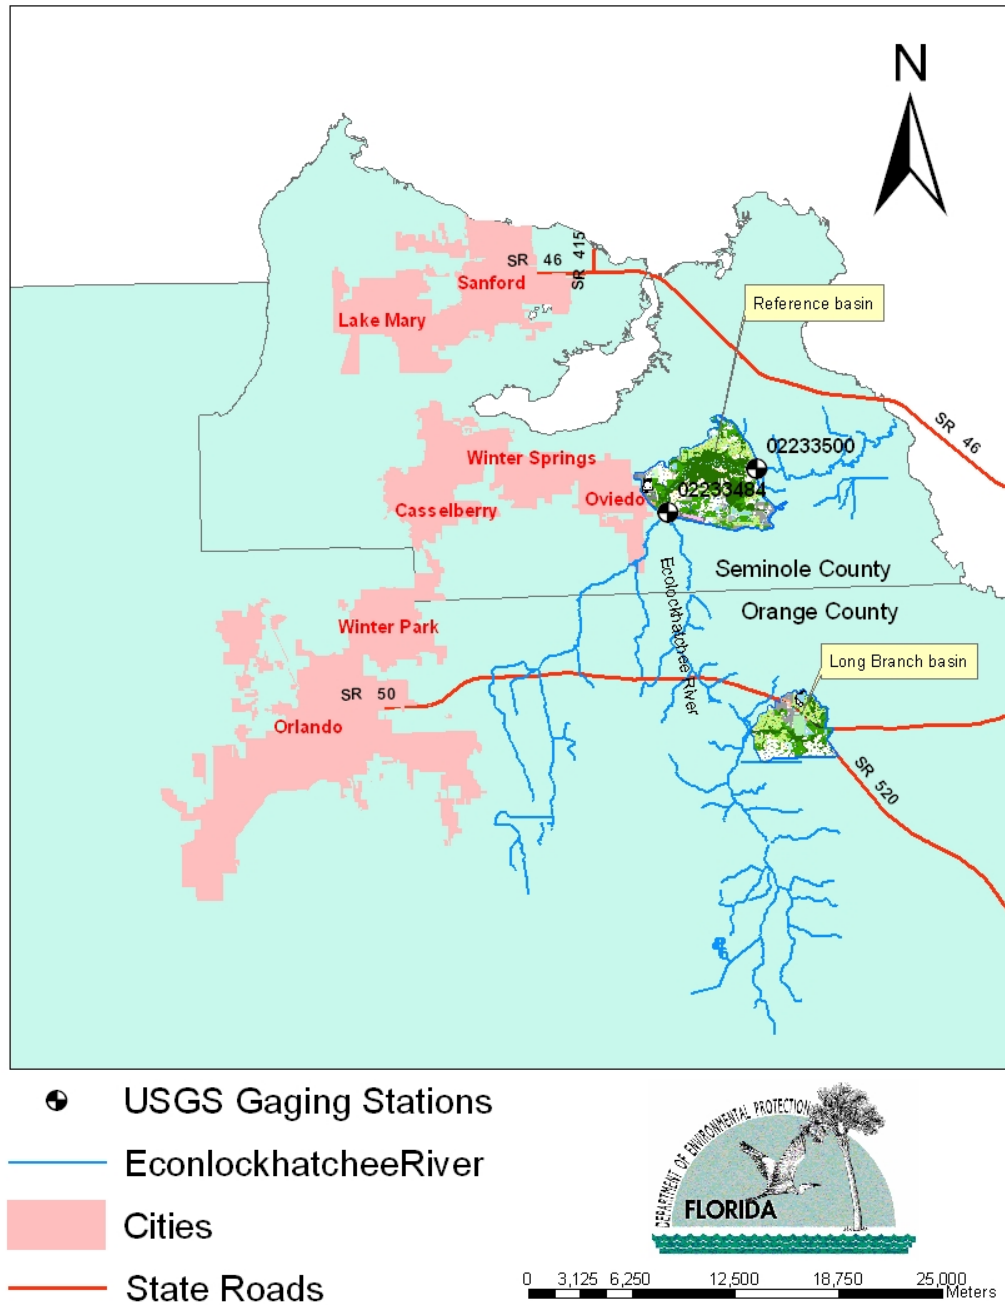 N
SR 415
SR 46
Sanford
Lake Mary
Reference basin
SR 46
02233500
Winter Springs
02233484
Oviedo
Casselberry
Ecolockhatchee River
Seminole County
Orange County
Winter Park
Long Branch basin
SR 50
Orlando
SR 520
USGS Gaging Stations
EconlockhatcheeRiver
Cities
State Roads
DEPARTMENT OF ENVIRONMENTAL PROTECTION
FLORIDA
0 3,125 6,250 12,500 18,750 25,000
Meters